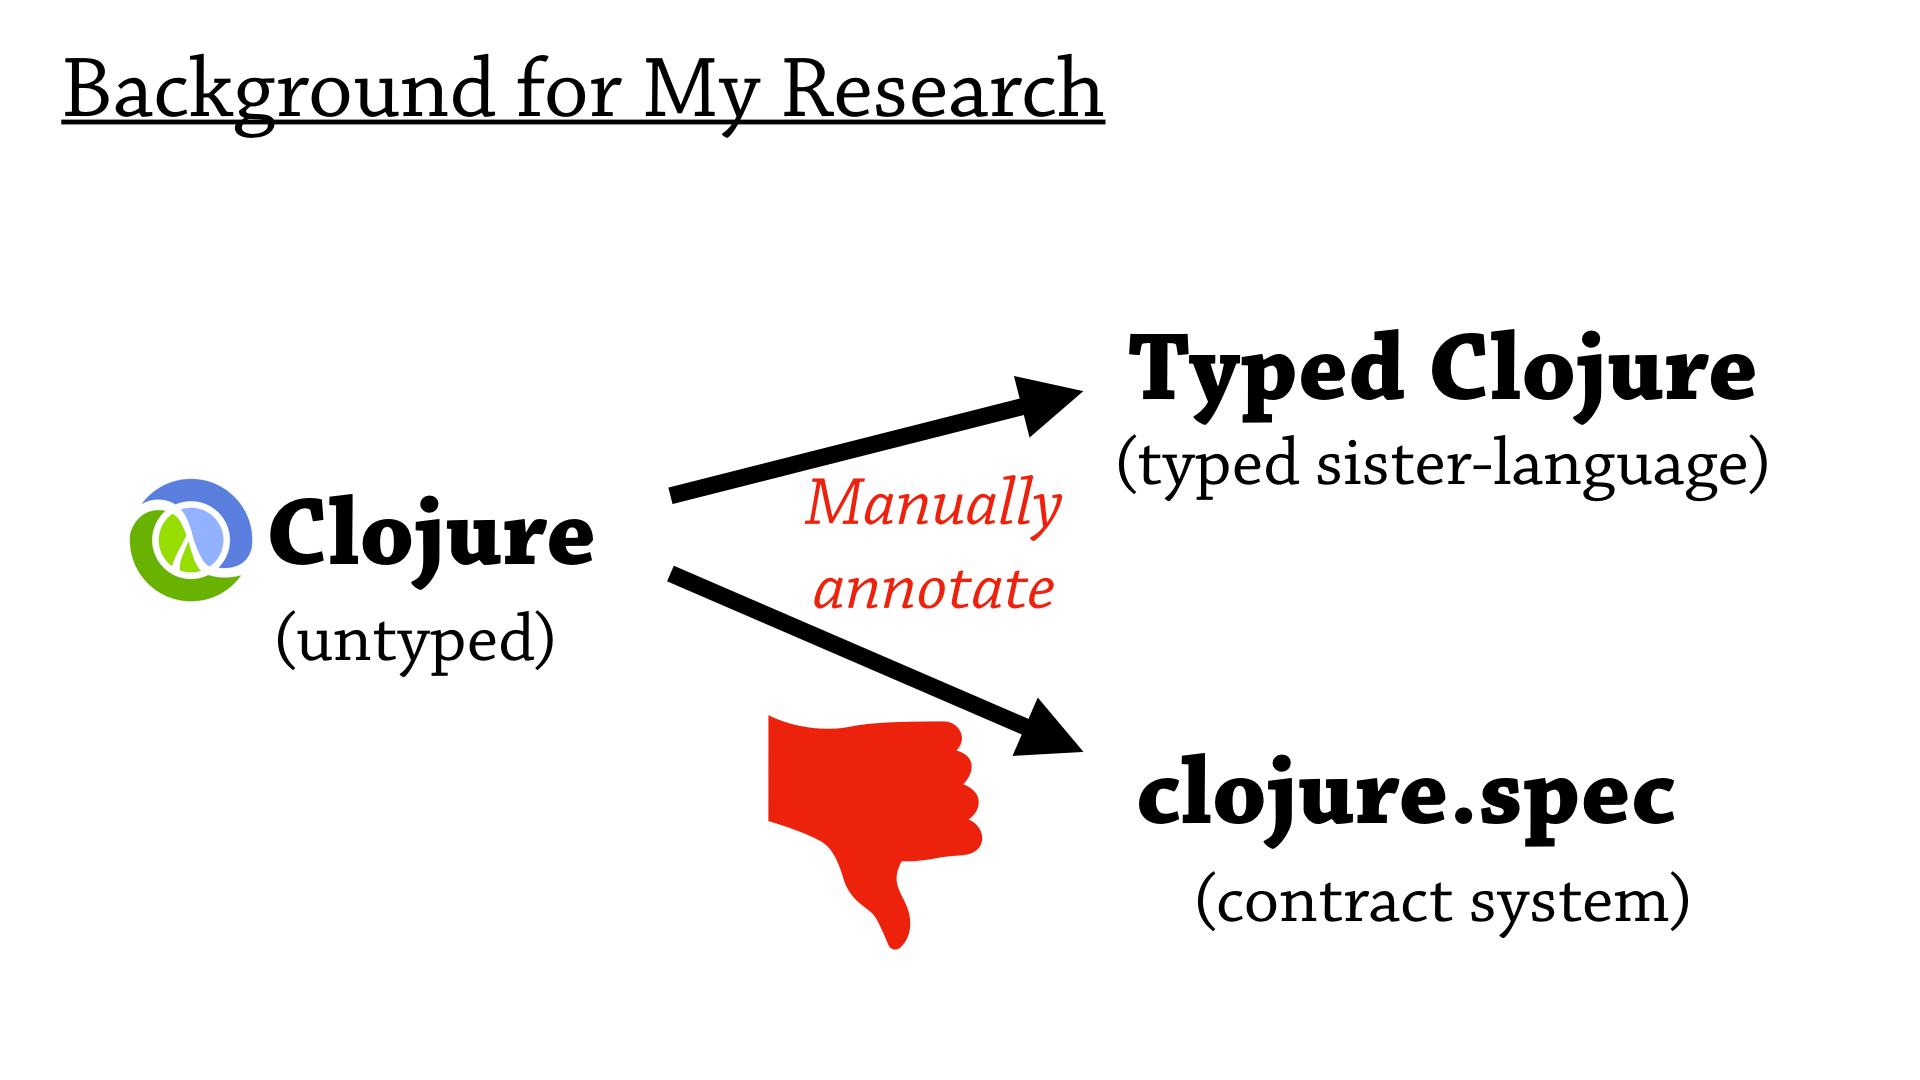 Background for My Research
Clojure
(untyped)
Manually
annotate
Typed Clojure
(typed sister-language)
clojure.spec
(contract system)